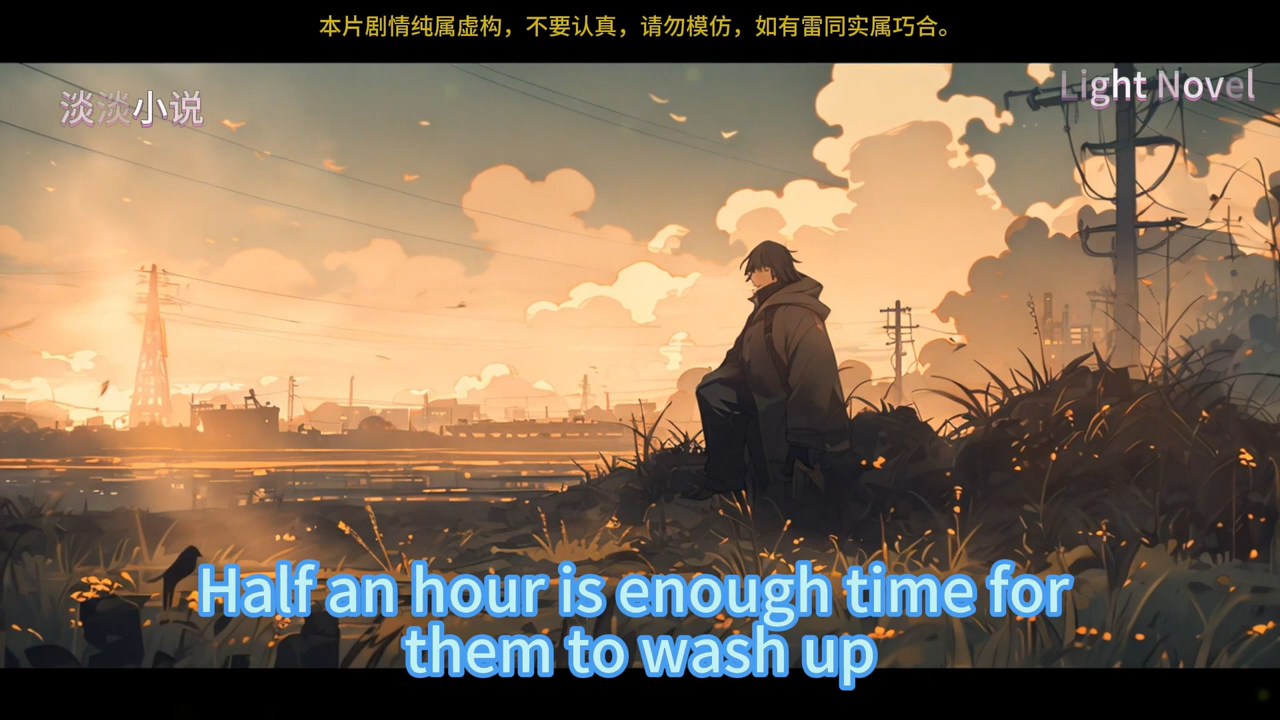 本片剧情纯属虚构，不要认真，请勿模仿，如有雷同实属巧合。
淡淡小说
Light Novel
Half an hour is enough time for
them to wash up